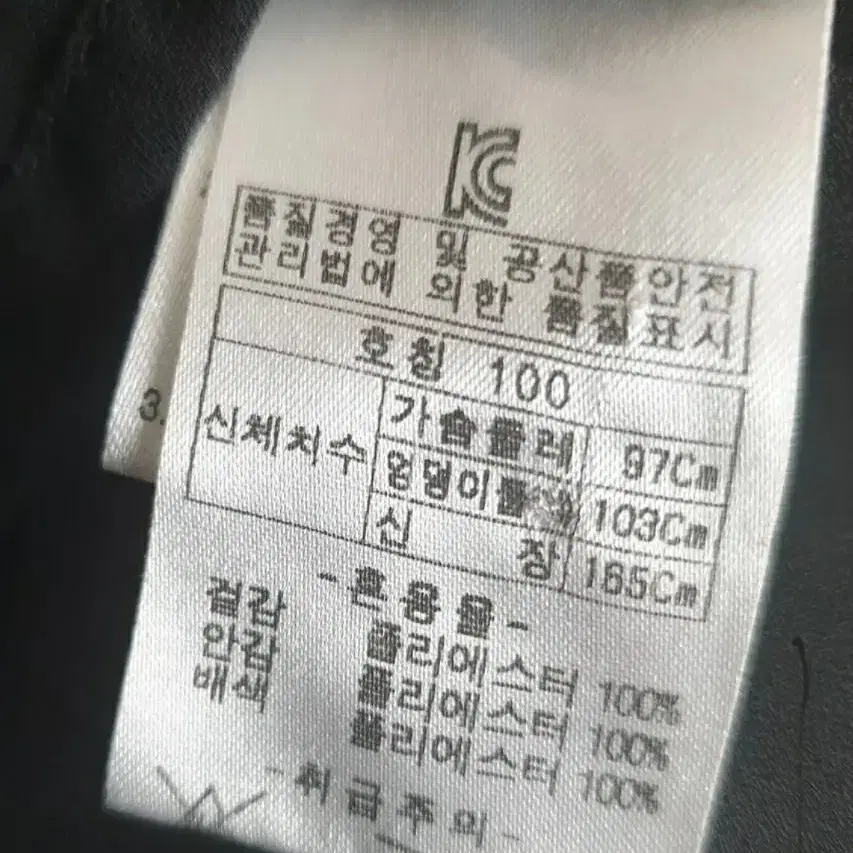 KC
품질경영 및 공산품안전
관리법에 의한 품질표시
호칭 100
신체치수
가슴둘레 97Cm
엉덩이둘레 103Cm
신장 165Cm
-혼용율-
겉감 폴리에스터 100%
안감 폴리에스터 100%
배색 폴리에스터 100%
-취급주의-
3.